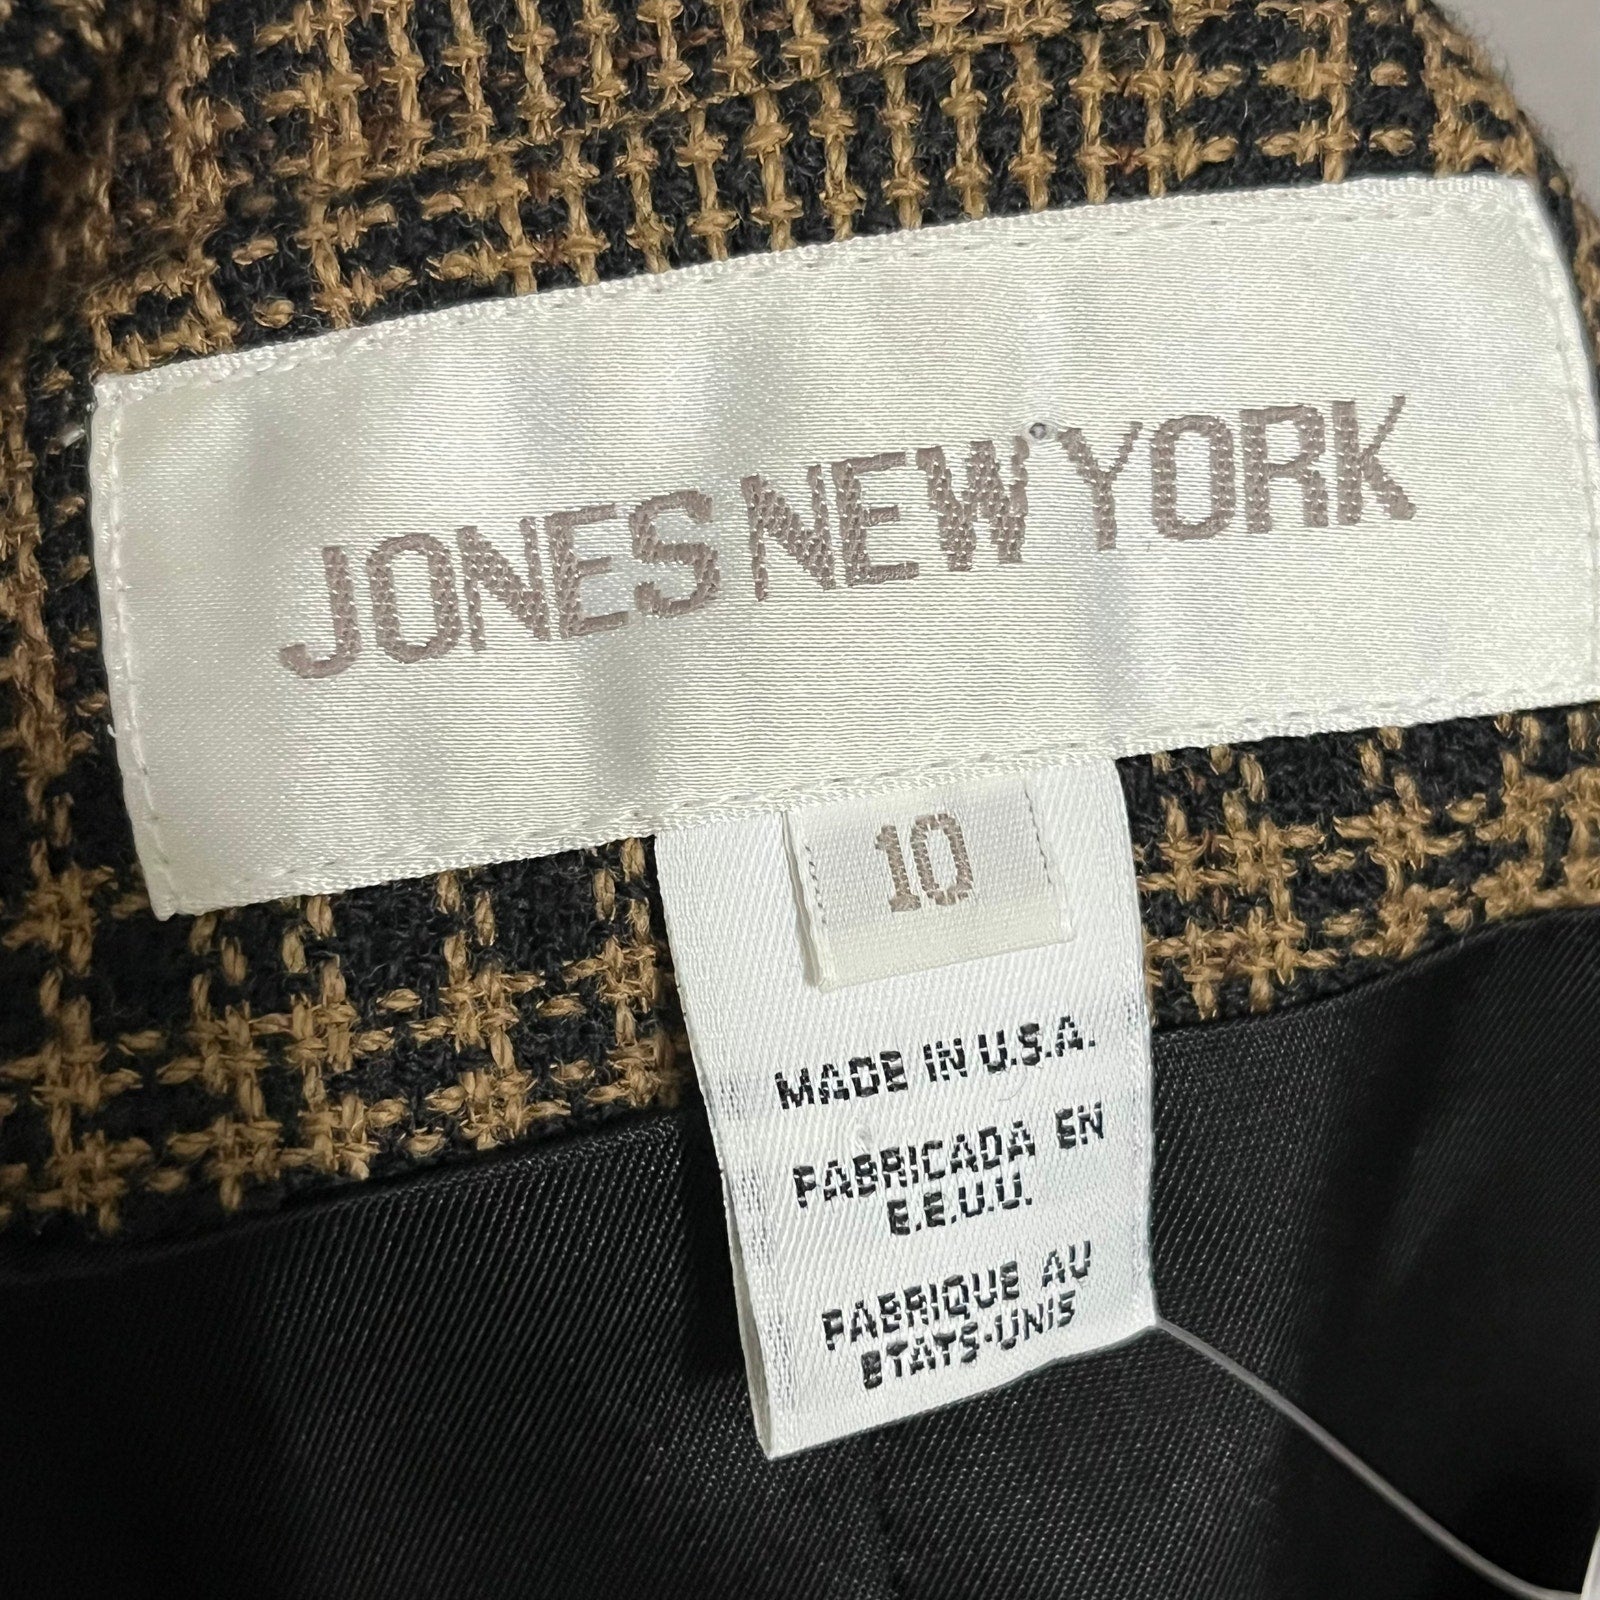 JONES NEW YORK
10
MADE IN U.S.A.
FABRICADA EN
E.E.U.U.
FABRIQUE AU
ETATS-UNIS